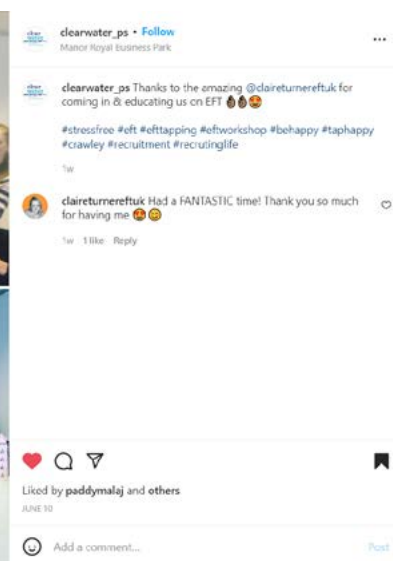 clearwater_ps • Follow
Manor Royal Business Park
clearwater_ps Thanks to the amazing @claireturnereftuk for
coming in & educating us on EFT
#stressfree #eft #efttapping #eftworkshop #behappy #taphappy
#crawley #recruitment #recrutinglife
1w
claireturnereftuk Had a FANTASTIC time! Thank you so much
for having me
1w 1 like Reply
Liked by paddymalaj and others
JUNE 10
Add a comment...
Post